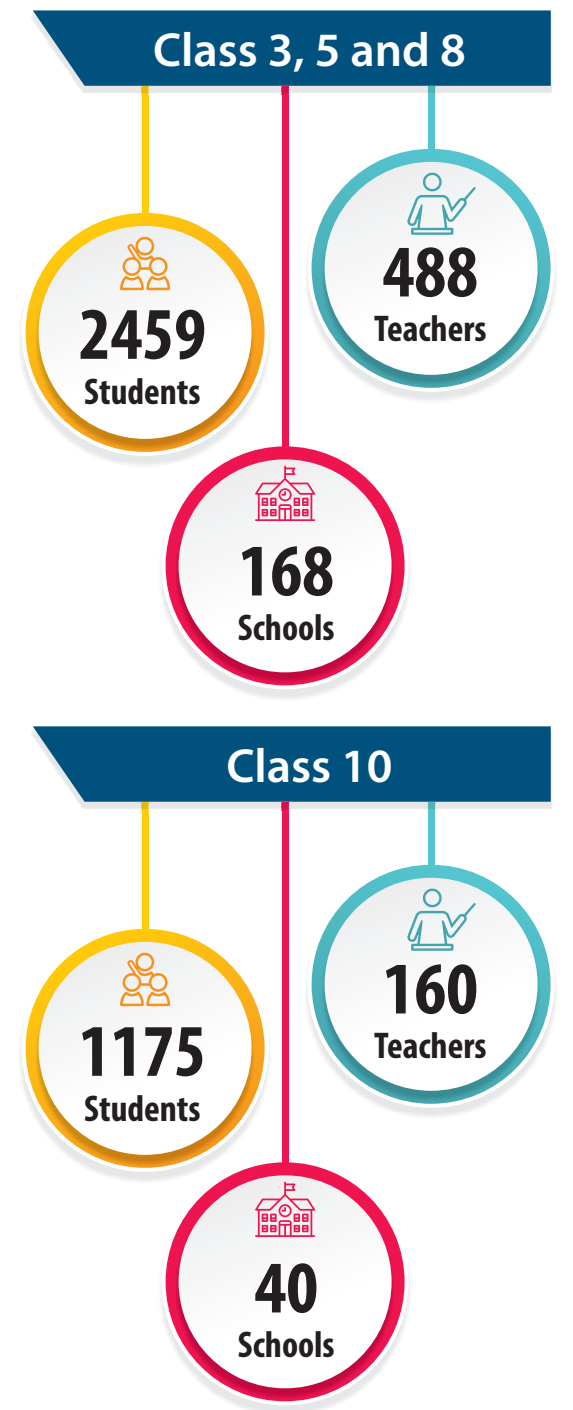 Class 3, 5 and 8
488
Teachers
2459
Students
168
Schools
Class 10
160
Teachers
1175
Students
40
Schools